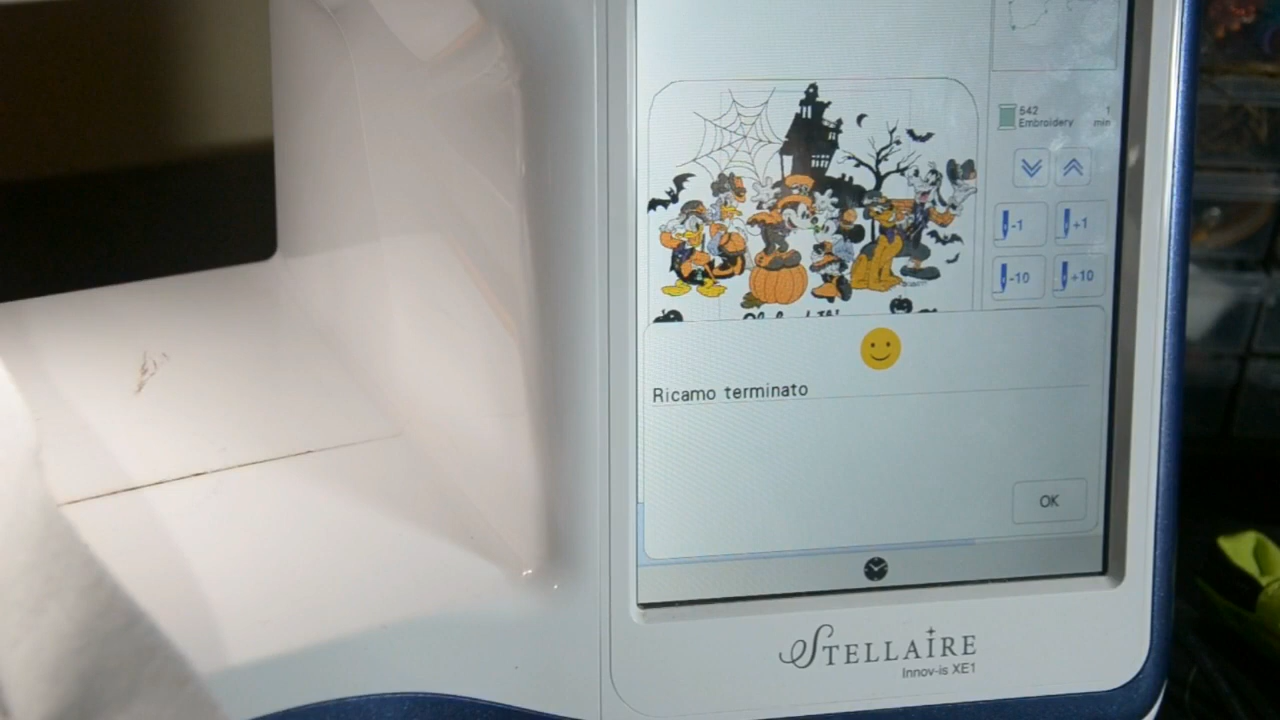 542
1
Embroidery
min
-1
+1
-10
+10
Ricamo terminato
OK
STELLAIRE
Innov-is XE1